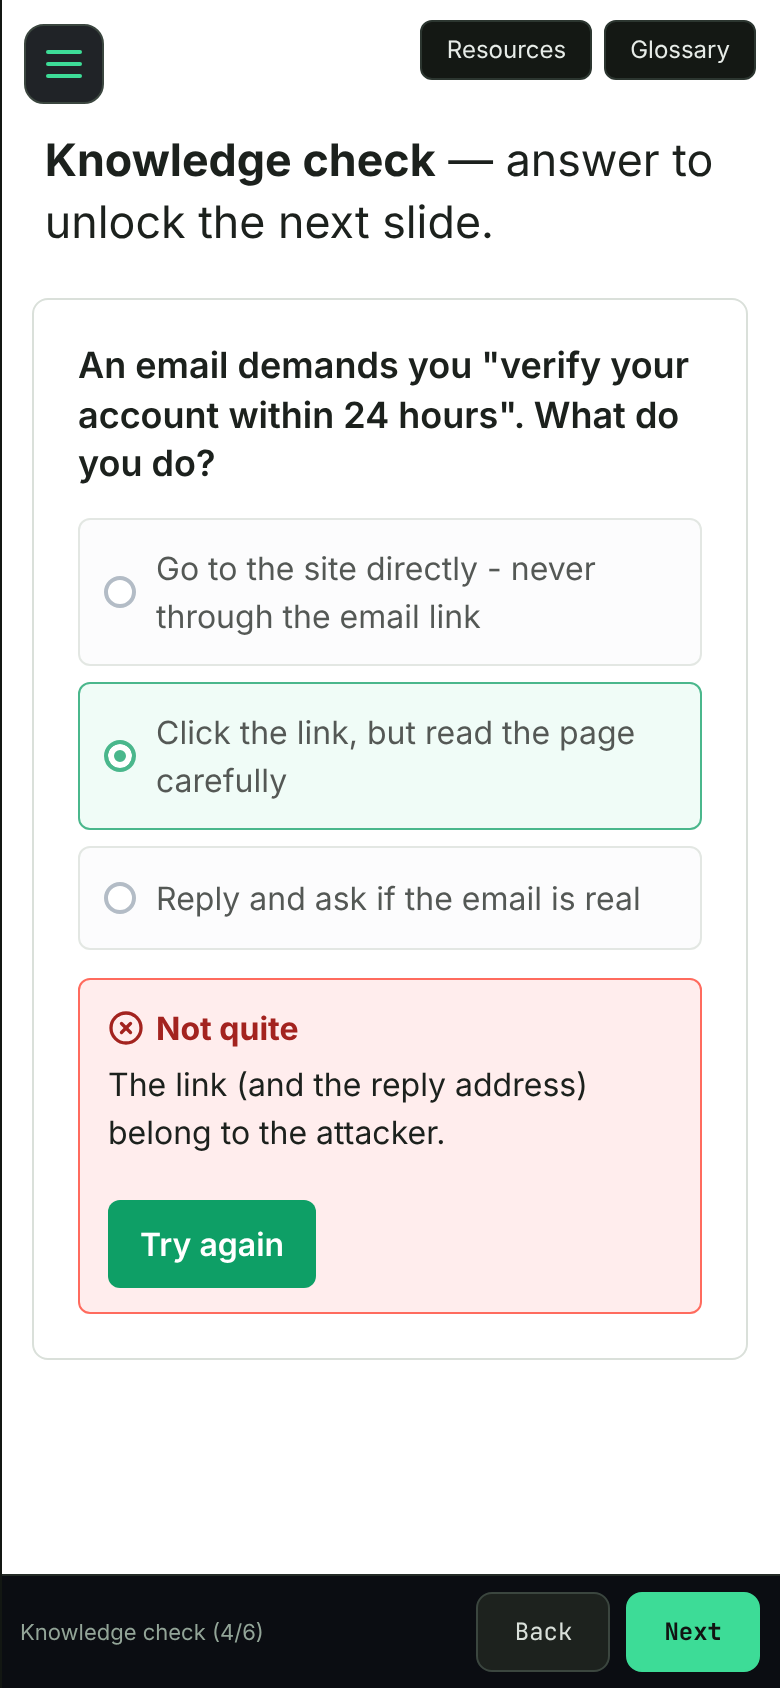 Resources
Glossary
Knowledge check — answer to
unlock the next slide.
An email demands you "verify your
account within 24 hours". What do
you do?
Go to the site directly - never
through the email link
Click the link, but read the page
carefully
Reply and ask if the email is real
Not quite
The link (and the reply address)
belong to the attacker.
Try again
Knowledge check (4/6)
Back
Next